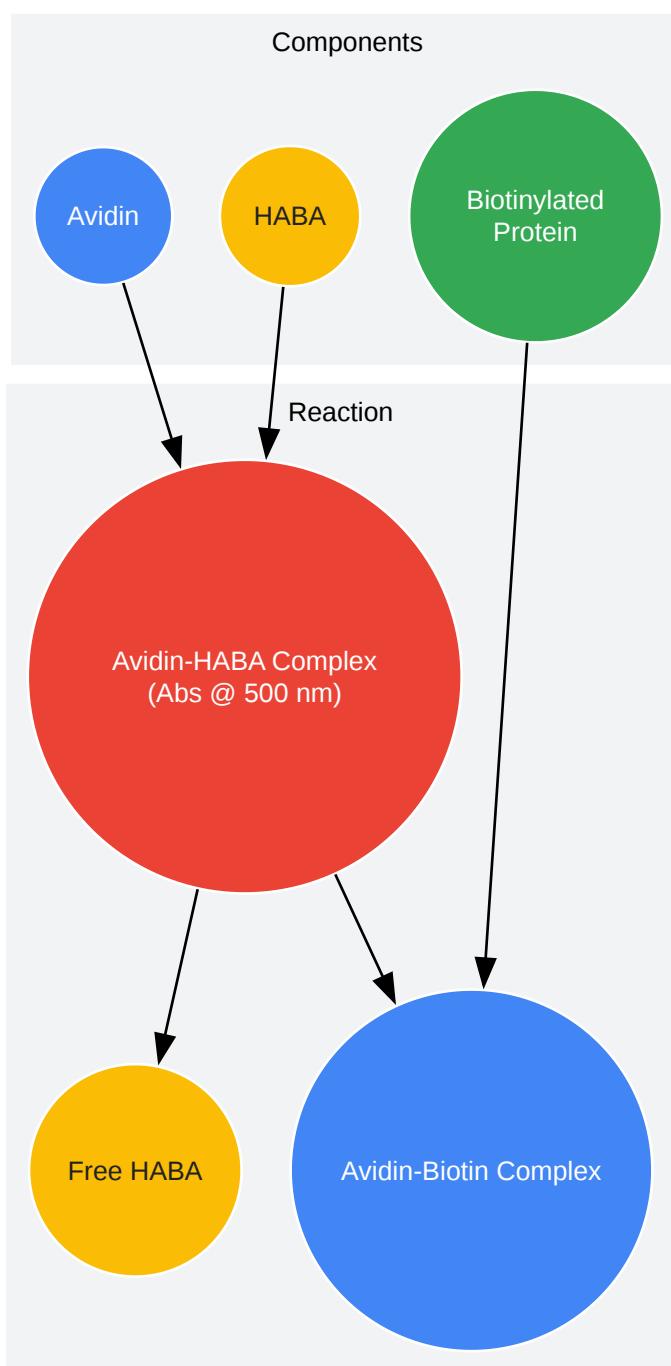 Components
Avidin
HABA
Biotinylated
Protein
Reaction
Avidin-HABA Complex
(Abs @ 500 nm)
Free HABA
Avidin-Biotin Complex